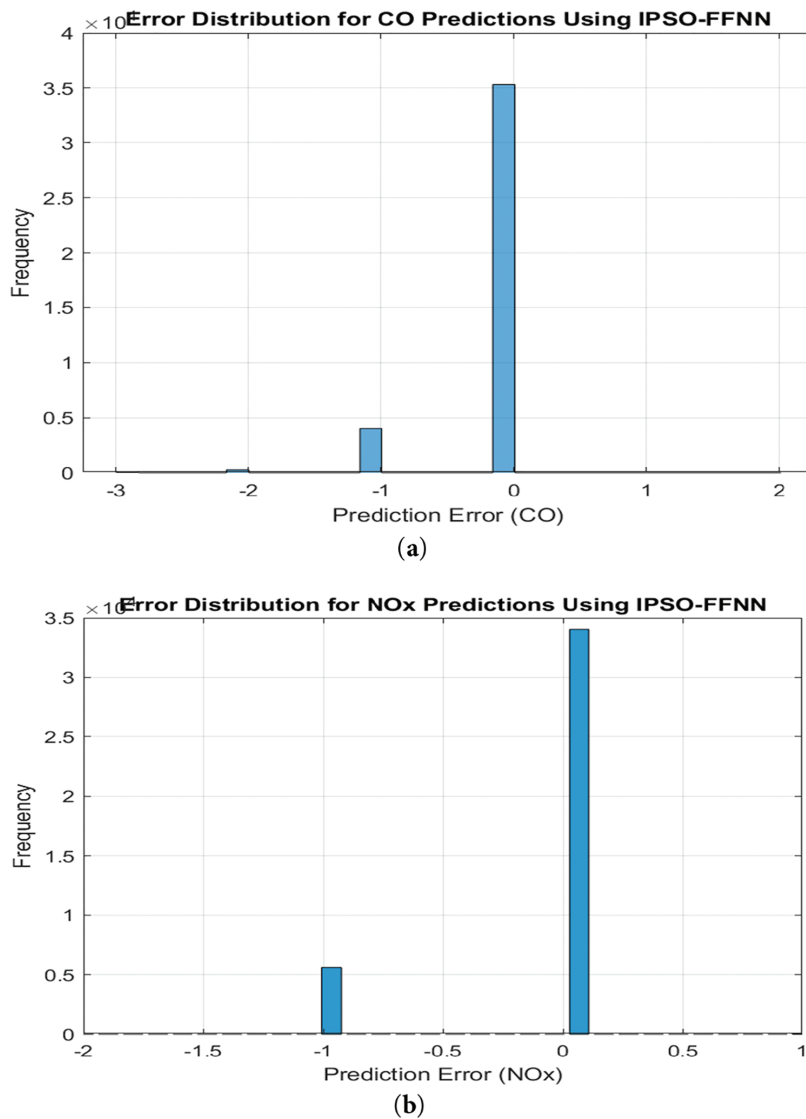 ×10⁴
Error Distribution for CO Predictions Using IPSO-FFNN
4
3.5
3
2.5
2
1.5
1
0.5
0
Frequency
-3 -2 -1 0 1 2
Prediction Error (CO)
(a)
×10⁴
Error Distribution for NOx Predictions Using IPSO-FFNN
3.5
3
2.5
2
1.5
1
0.5
0
Frequency
-2 -1.5 -1 -0.5 0 0.5 1
Prediction Error (NOx)
(b)